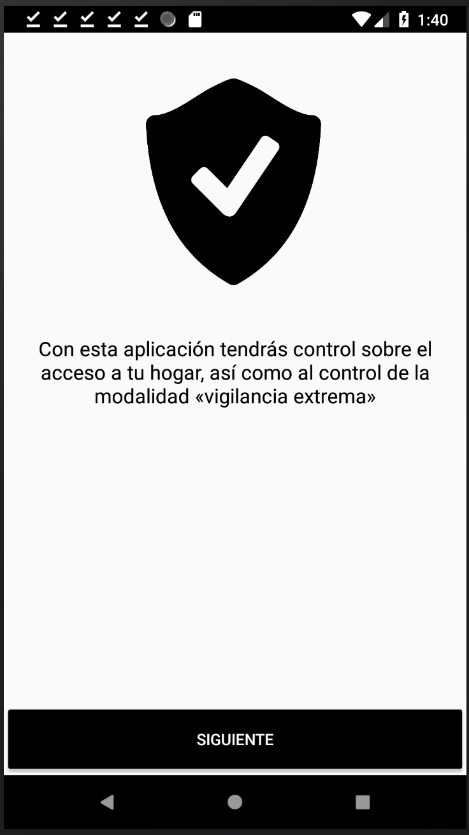 1:40
Con esta aplicación tendrás control sobre el
acceso a tu hogar, así como al control de la
modalidad «vigilancia extrema»
SIGUIENTE